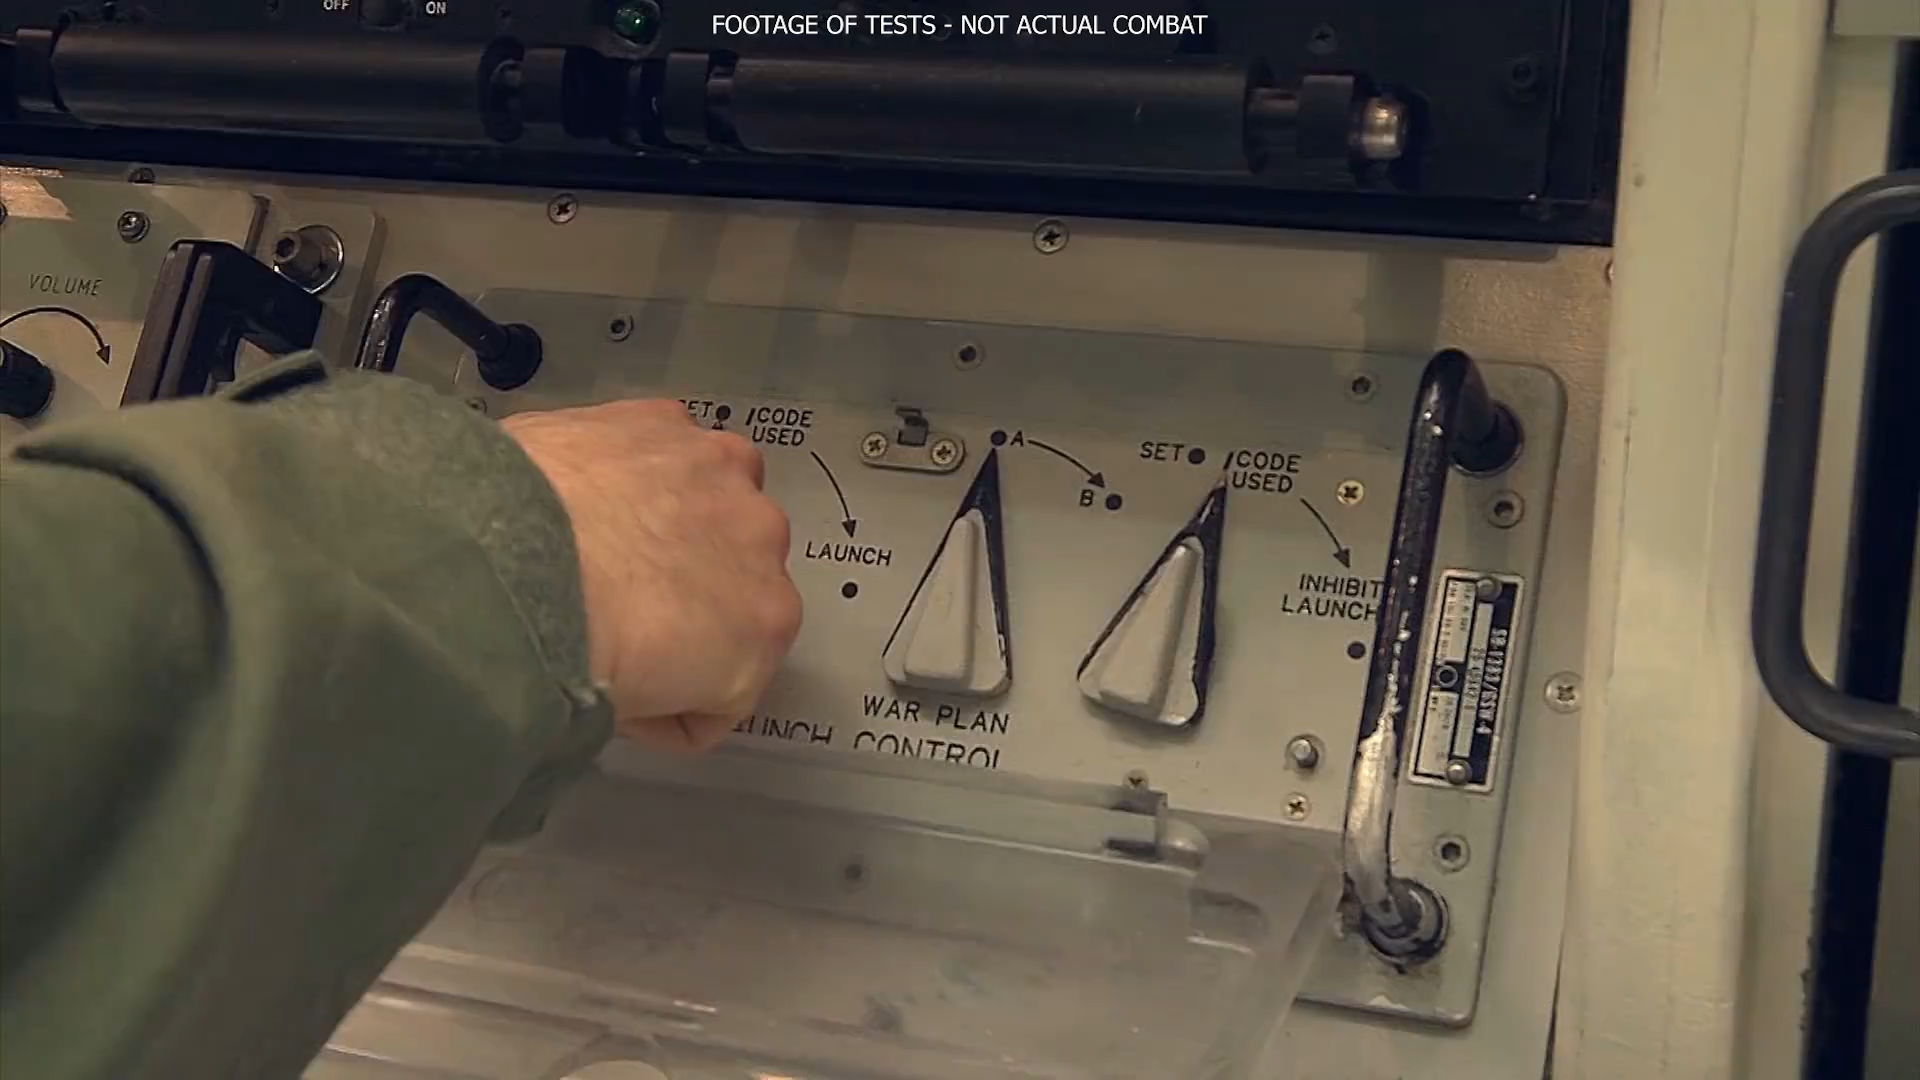 OFF
ON
FOOTAGE OF TESTS - NOT ACTUAL COMBAT
VOLUME
/CODE
USED
LAUNCH
A
B
SET
/CODE
USED
INHIBIT
LAUNCH
WAR PLAN
CONTROL